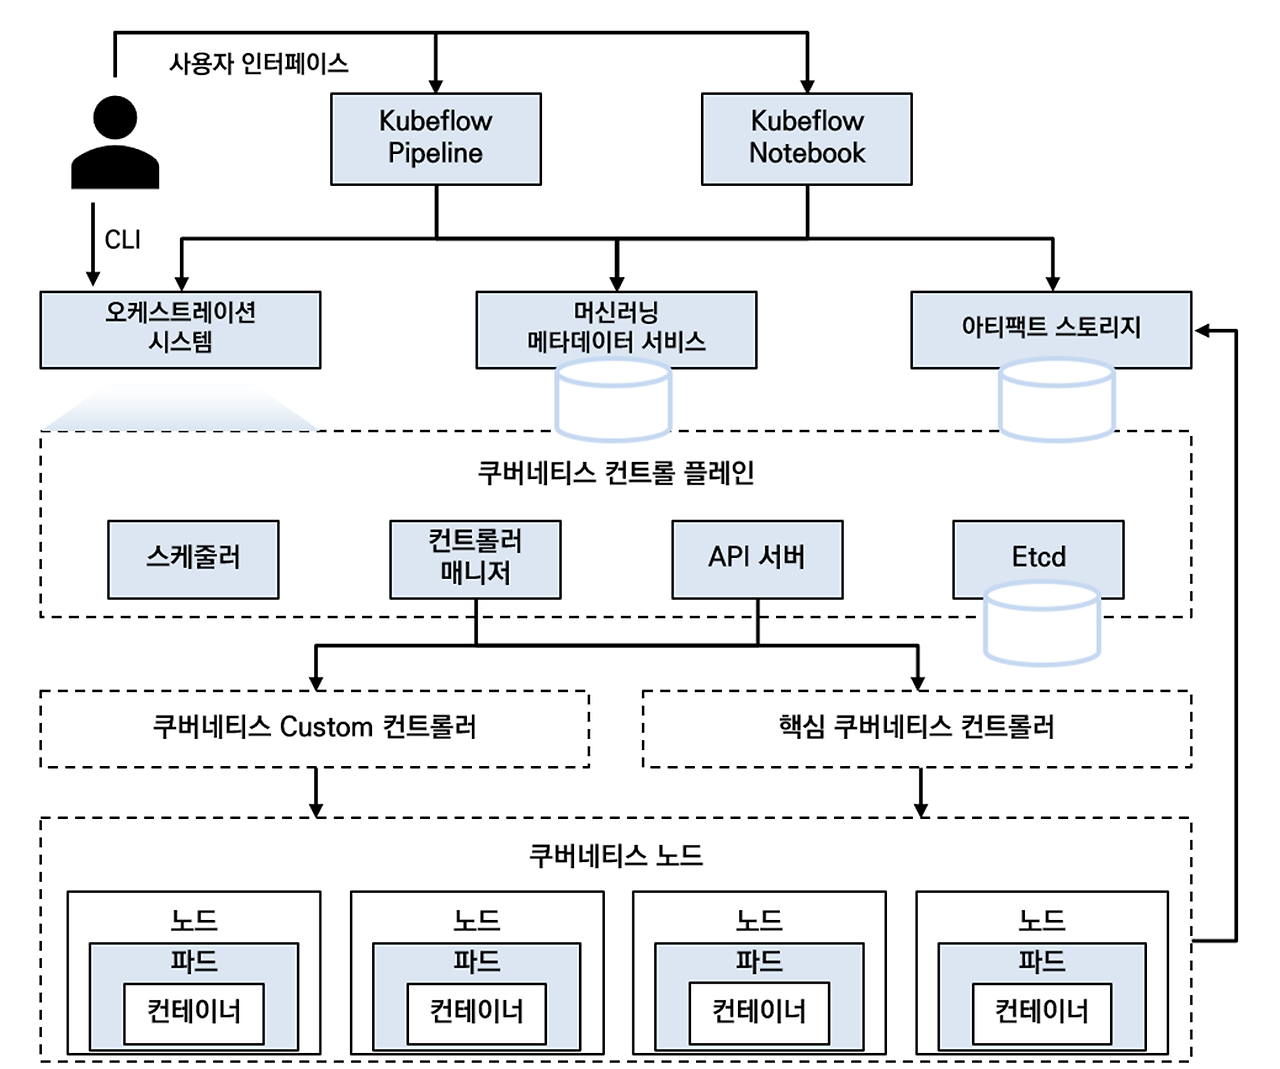 사용자 인터페이스
Kubeflow
Pipeline
Kubeflow
Notebook
CLI
오케스트레이션
시스템
머신러닝
메타데이터 서비스
아티팩트 스토리지
쿠버네티스 컨트롤 플레인
스케줄러
컨트롤러
매니저
API 서버
Etcd
쿠버네티스 Custom 컨트롤러
핵심 쿠버네티스 컨트롤러
쿠버네티스 노드
노드
노드
노드
노드
파드
파드
파드
파드
컨테이너
컨테이너
컨테이너
컨테이너